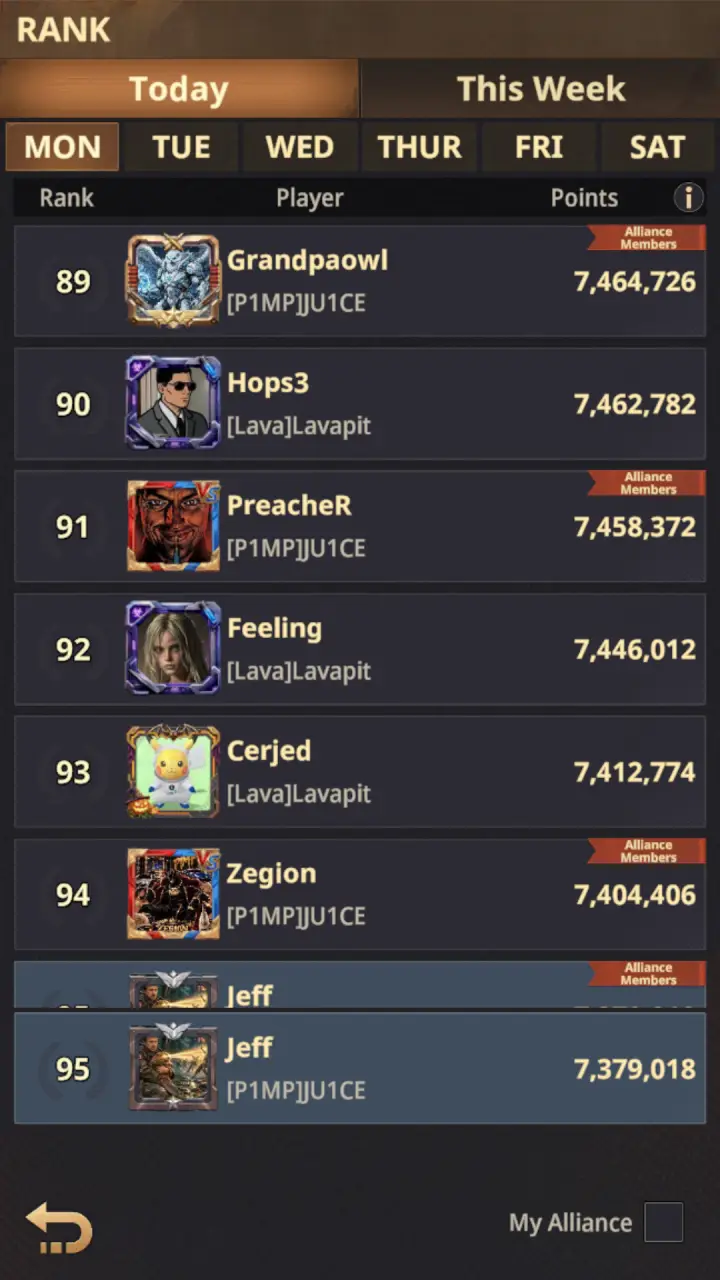 RANK
Today
This Week
MON
TUE
WED
THUR
FRI
SAT
Rank
Player
Points
Alliance
Members
89
Grandpaowl
[P1MP]JU1CE
7,464,726
90
Hops3
[Lava]Lavapit
7,462,782
Alliance
Members
91
PreacheR
[P1MP]JU1CE
7,458,372
92
Feeling
[Lava]Lavapit
7,446,012
93
Cerjed
[Lava]Lavapit
7,412,774
Alliance
Members
94
Zegion
[P1MP]JU1CE
7,404,406
Alliance
Members
Jeff
95
Jeff
[P1MP]JU1CE
7,379,018
My Alliance